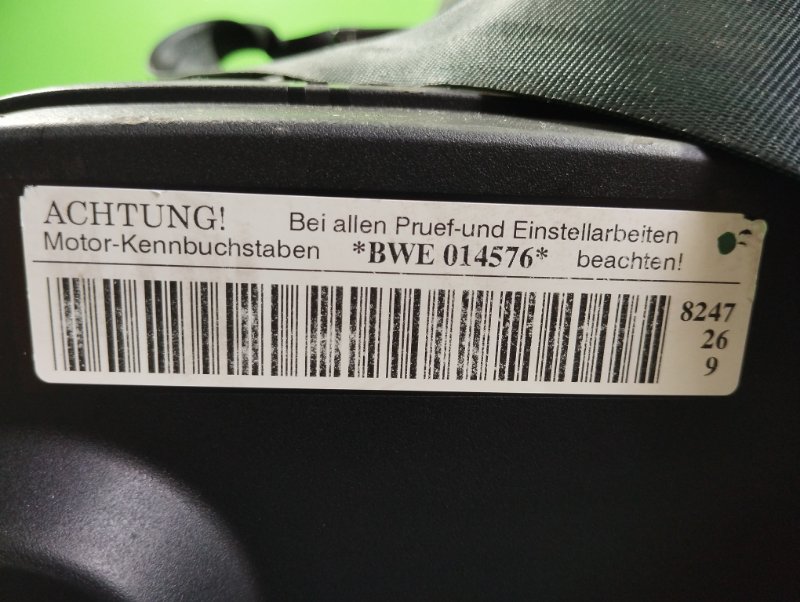 ACHTUNG! Bei allen Pruef-und Einstellarbeiten
Motor-Kennbuchstaben *BWE 014576* beachten!
8247
26
9